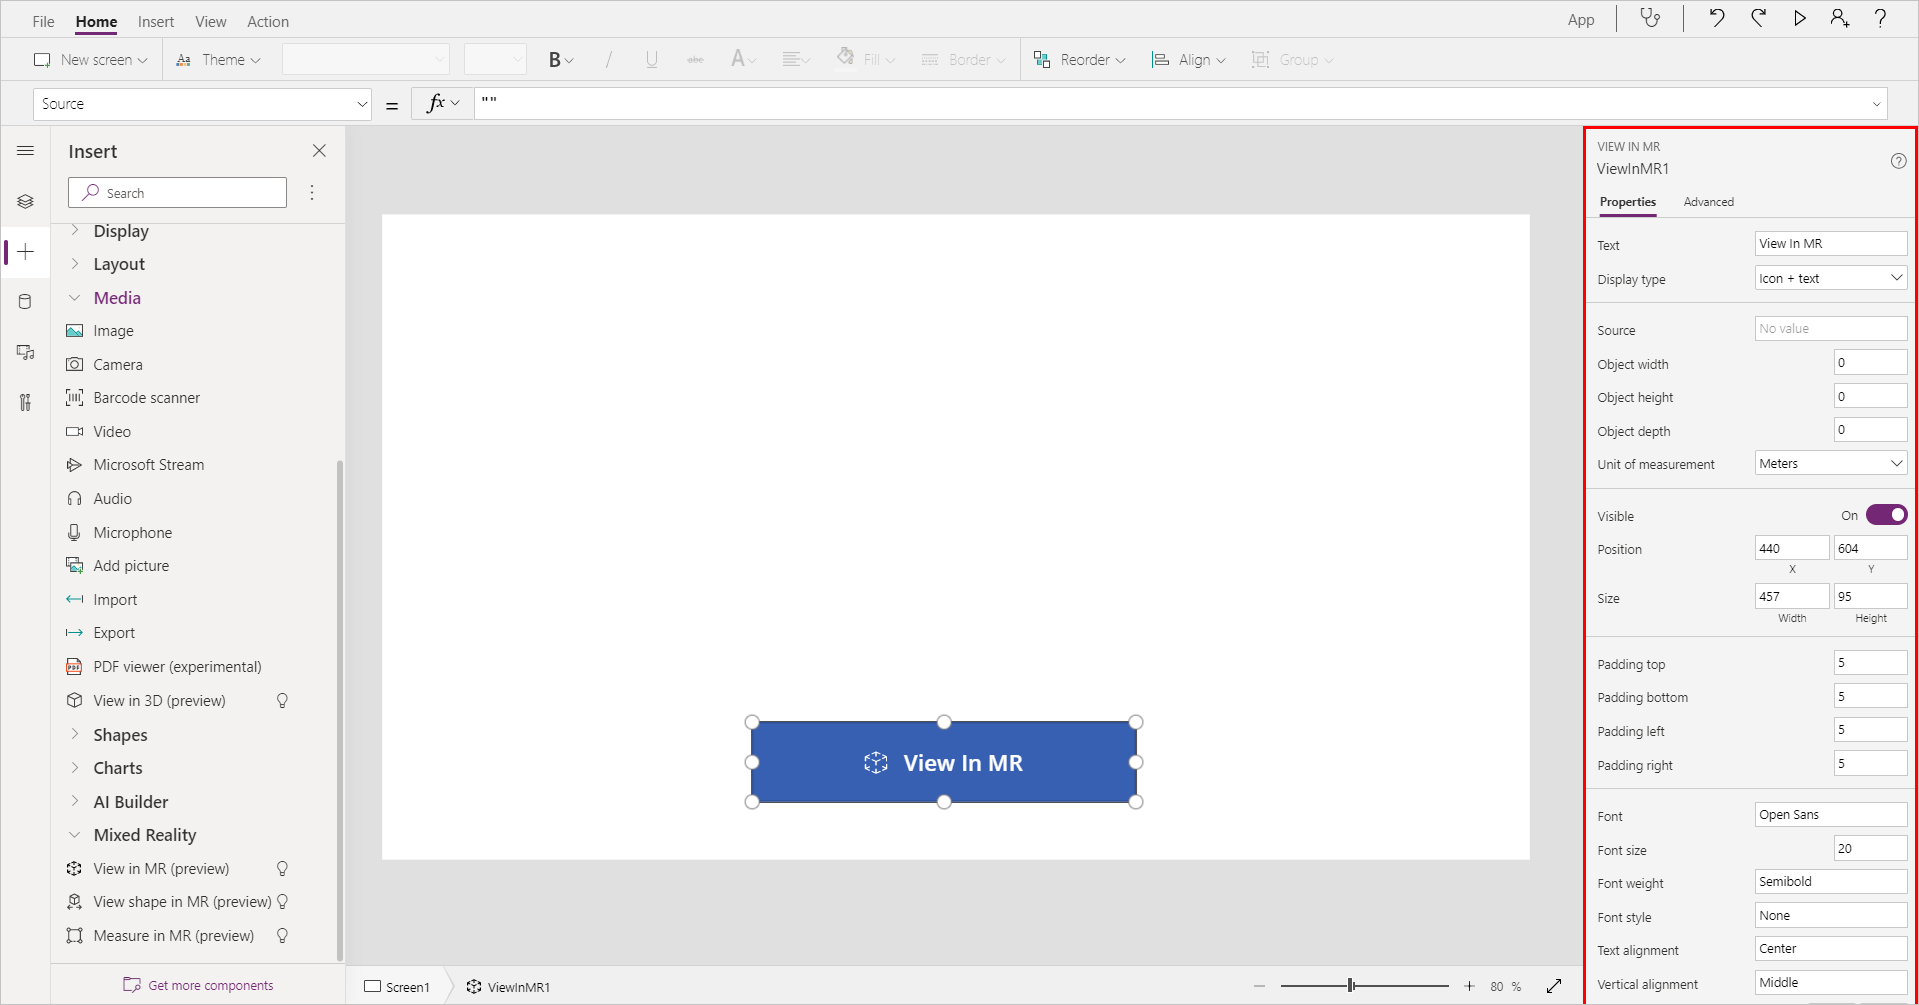 File Home Insert View Action App
New screen Theme B A abc Fill Border Reorder Align Group
Source = fx ""
Insert
Search
Display
Layout
Media
Image
Camera
Barcode scanner
Video
Microsoft Stream
Audio
Microphone
Add picture
Import
Export
PDF viewer (experimental)
View in 3D (preview)
Shapes
Charts
AI Builder
Mixed Reality
View in MR (preview)
View shape in MR (preview)
Measure in MR (preview)
Get more components
View In MR
Screen1 ViewInMR1 80 %
VIEW IN MR
ViewInMR1
Properties Advanced
Text View In MR
Display type Icon + text
Source No value
Object width 0
Object height 0
Object depth 0
Unit of measurement Meters
Visible On
Position 440 604
X Y
Size 457 95
Width Height
Padding top 5
Padding bottom 5
Padding left 5
Padding right 5
Font Open Sans
Font size 20
Font weight Semibold
Font style None
Text alignment Center
Vertical alignment Middle